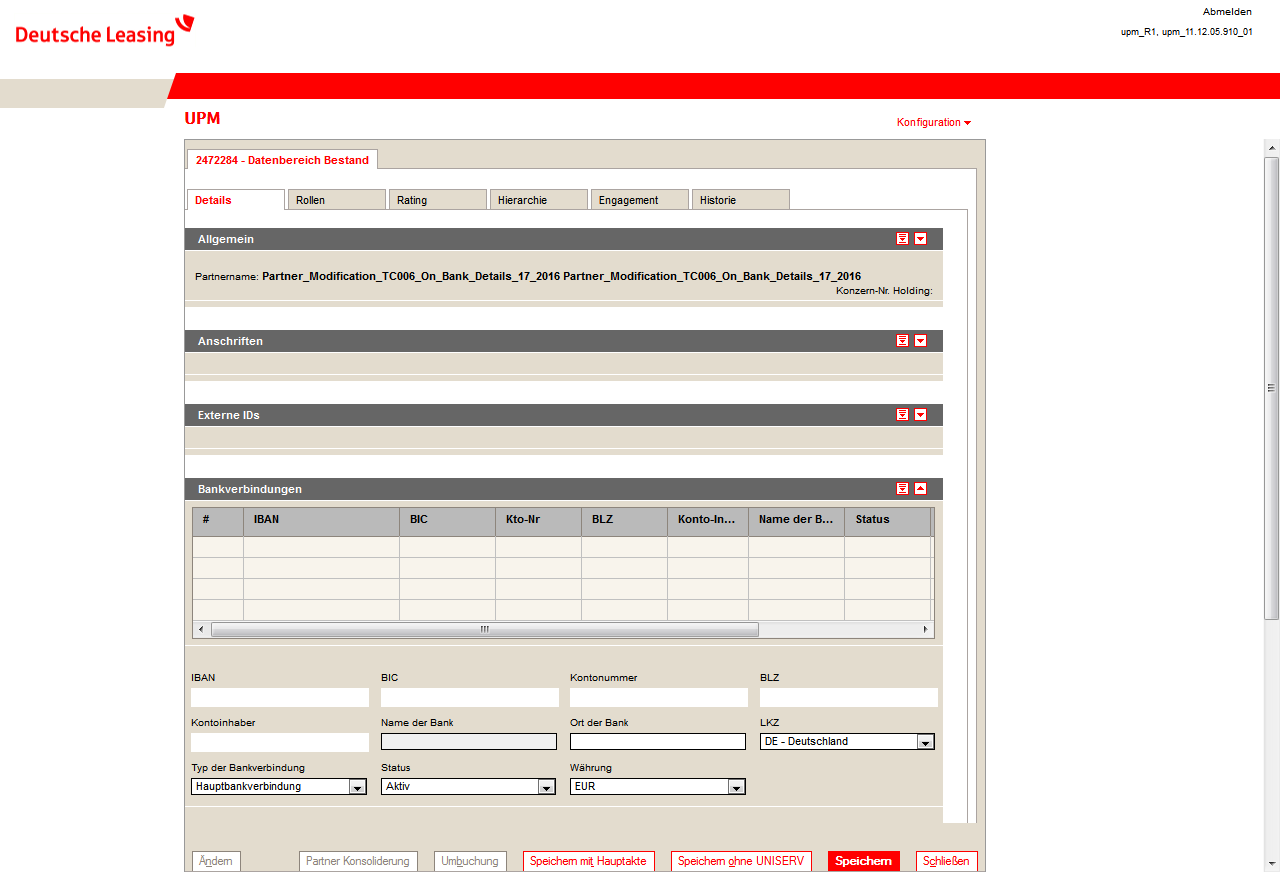 Deutsche Leasing
Abmelden
upm_R1, upm_11.12.05.910_01
UPM
Konfiguration
2472284 - Datenbereich Bestand
Details Rollen Rating Hierarchie Engagement Historie
Allgemein
Partnername: Partner_Modification_TC006_On_Bank_Details_17_2016 Partner_Modification_TC006_On_Bank_Details_17_2016
Konzern-Nr. Holding:
Anschriften
Externe IDs
Bankverbindungen
# IBAN BIC Kto-Nr BLZ Konto-In... Name der B... Status
IBAN BIC Kontonummer BLZ
Kontoinhaber Name der Bank Ort der Bank LKZ
DE - Deutschland
Typ der Bankverbindung Status Währung
Hauptbankverbindung Aktiv EUR
Ändern Partner Konsolidierung Umbuchung Speichern mit Hauptakte Speichern ohne UNISERV Speichern Schließen